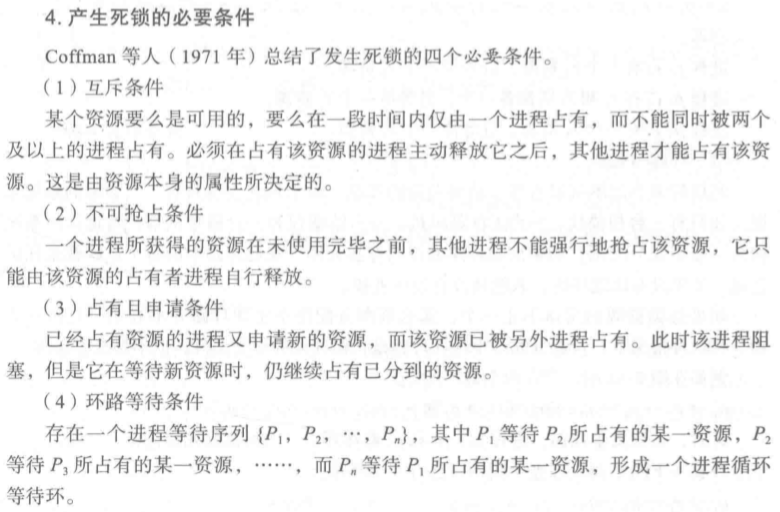 4. 产生死锁的必要条件
Coffman 等人（1971 年）总结了发生死锁的四个必要条件。
（1）互斥条件
某个资源要么是可用的，要么在一段时间内仅由一个进程占有，而不能同时被两个
及以上的进程占有。必须在占有该资源的进程主动释放它之后，其他进程才能占有该资
源。这是由资源本身的属性所决定的。
（2）不可抢占条件
一个进程所获得的资源在未使用完毕之前，其他进程不能强行地抢占该资源，它只
能由该资源的占有者进程自行释放。
（3）占有且申请条件
已经占有资源的进程又申请新的资源，而该资源已被另外进程占有。此时该进程阻
塞，但是它在等待新资源时，仍继续占有已分到的资源。
（4）环路等待条件
存在一个进程等待序列 {P₁，P₂，…，Pₙ}，其中 P₁ 等待 P₂ 所占有的某一资源，P₂
等待 P₃ 所占有的某一资源，……，而 Pₙ 等待 P₁ 所占有的某一资源，形成一个进程循环
等待环。